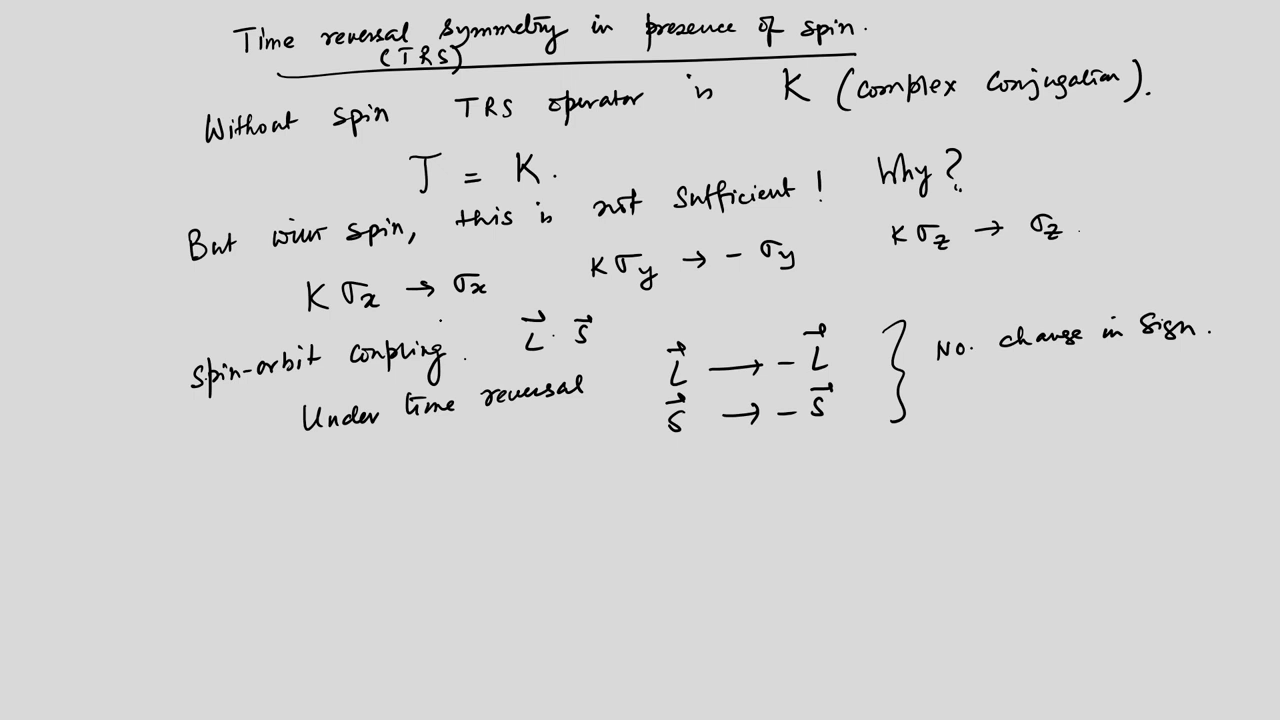 Time reversal symmetry in presence of spin.
(TRS)
Without spin TRS operator is K (complex conjugation).
T = K.
But with spin, this is not sufficient! Why?
K σx → σx K σy → - σy K σz → σz.
Spin-orbit coupling. L⃗ · S⃗
Under time reversal L⃗ → - L⃗ } No. change in sign.
S⃗ → - S⃗